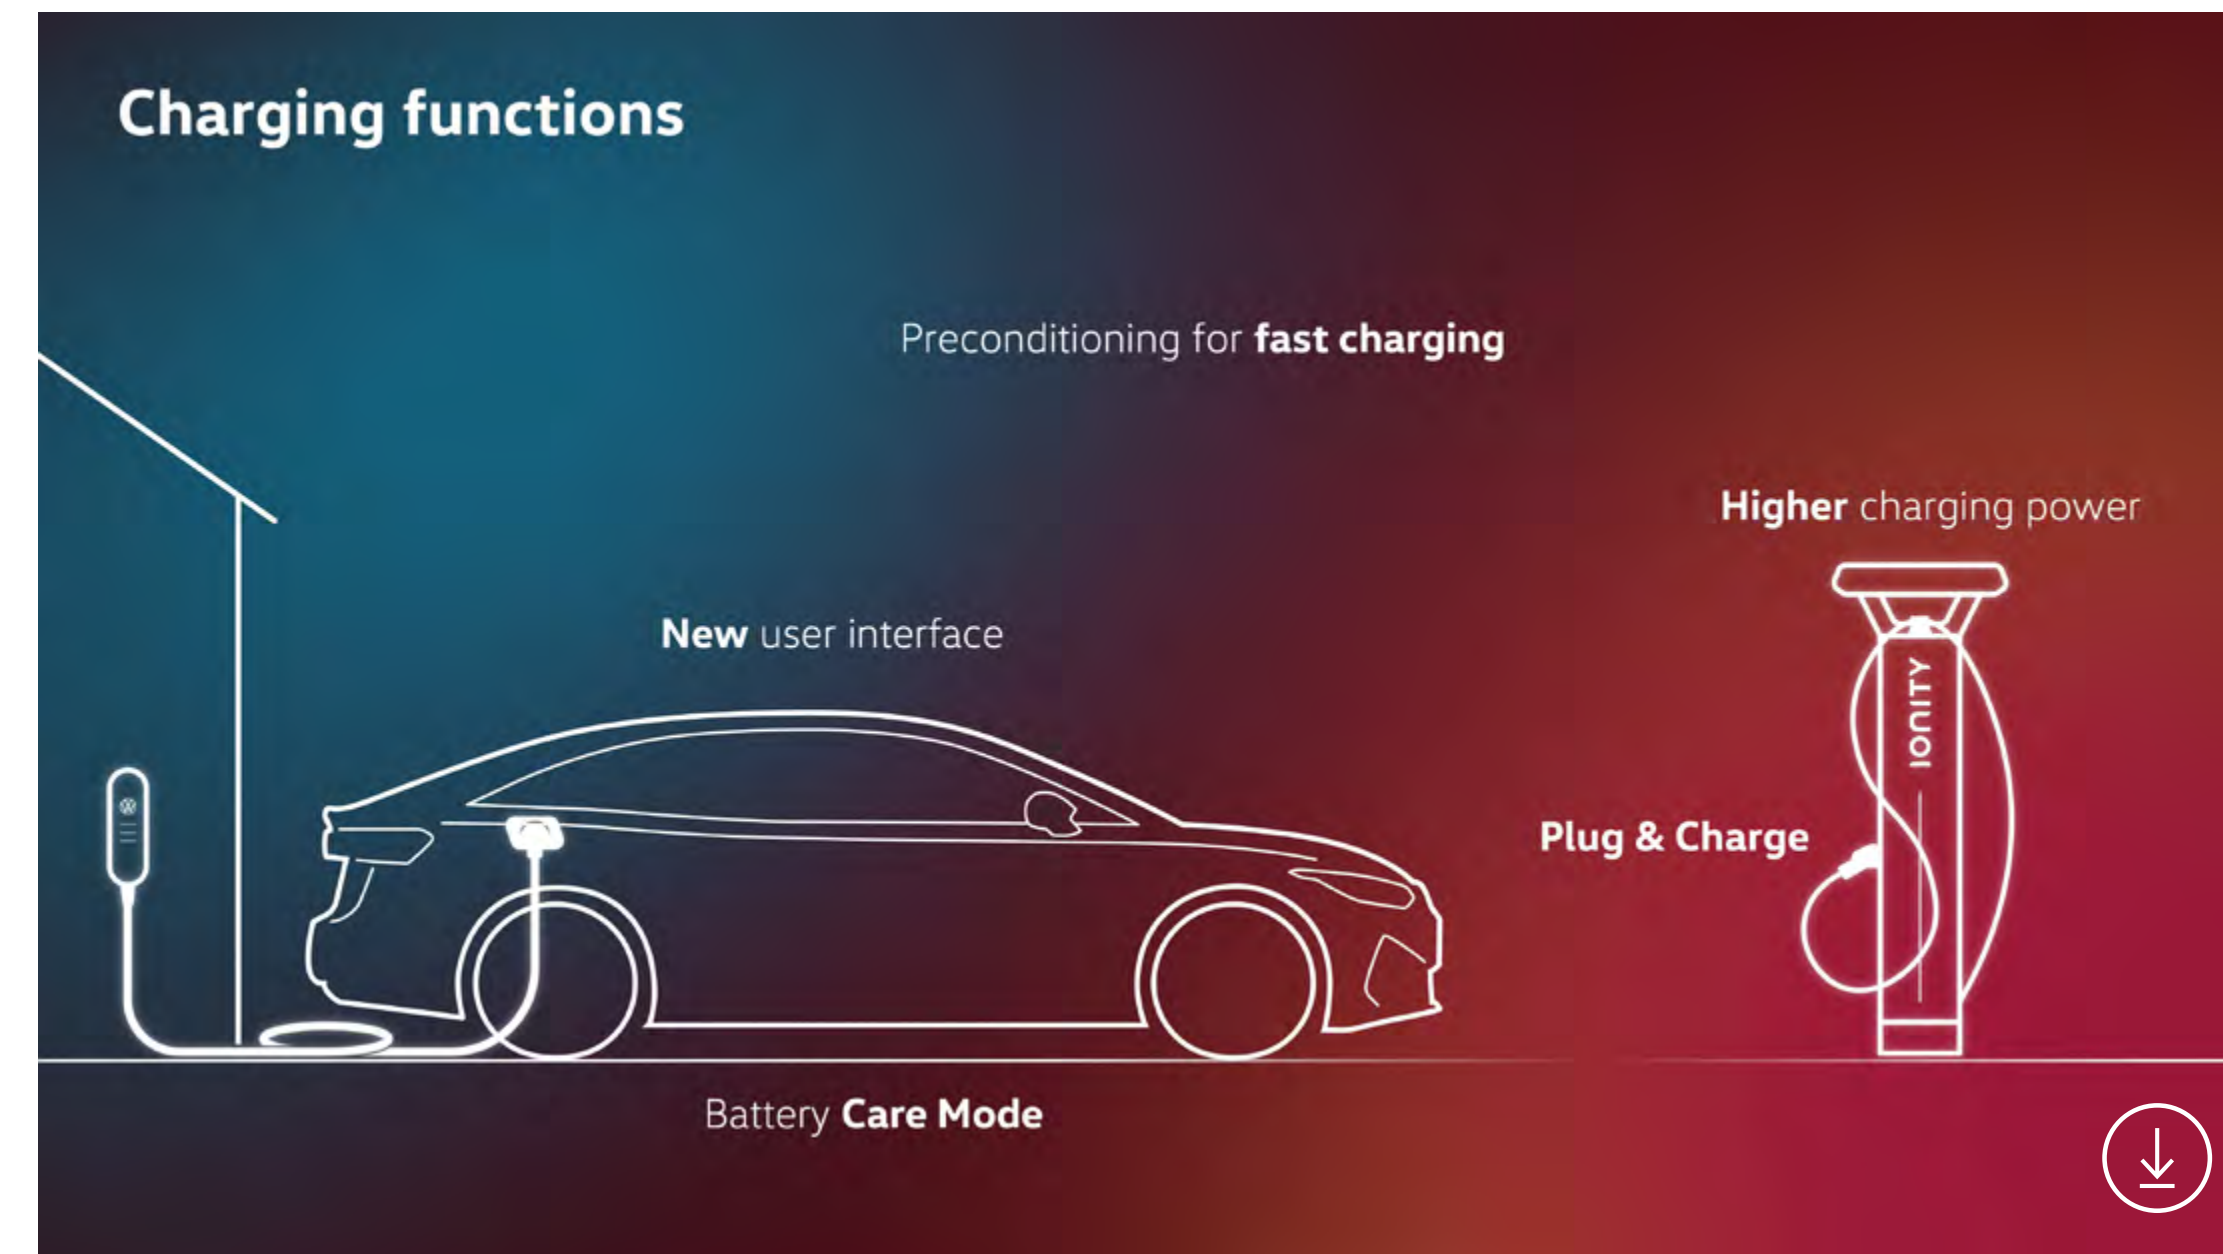 Charging functions
Preconditioning for fast charging
Higher charging power
New user interface
IONITY
Plug & Charge
Battery Care Mode